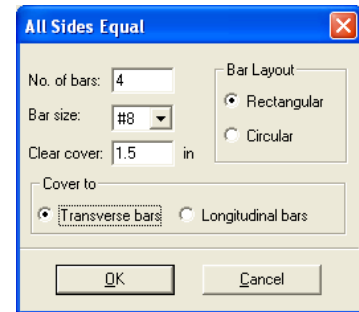 All Sides Equal
No. of bars: 4
Bar size: #8
Clear cover: 1.5 in
Bar Layout
Rectangular
Circular
Cover to
Transverse bars Longitudinal bars
OK Cancel